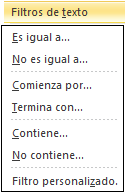 Filtros de texto
Es igual a...
No es igual a...
Comienza por...
Termina con...
Contiene...
No contiene...
Filtro personalizado.